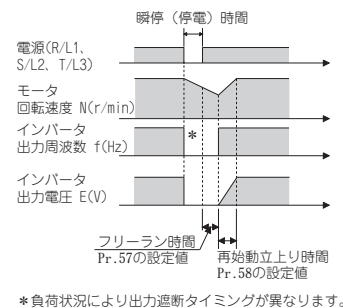 瞬停（停電）時間
電源(R/L1、
S/L2、T/L3)
モータ
回転速度 N(r/min)
インバータ
出力周波数 f(Hz)
*
インバータ
出力電圧 E(V)
フリーラン時間
Pr.57の設定値
再始動立上り時間
Pr.58の設定値
*負荷状況により出力遮断タイミングが異なります。